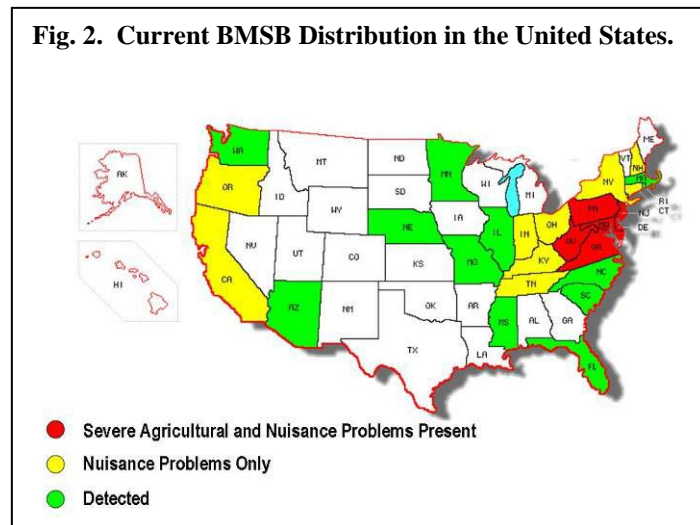 Fig. 2. Current BMSB Distribution in the United States.
WA
ME
AK
MT
ND
MN
VT
NH
OR
ID
SD
WI
MI
NY
MA
WY
RI
CT
IA
PA
NJ
NE
IL
IN
OH
DE
NV
HI
UT
CO
KS
MO
WV
VA
KY
CA
NC
TN
AZ
NM
OK
AR
SC
MS
AL
GA
TX
LA
FL
Severe Agricultural and Nuisance Problems Present
Nuisance Problems Only
Detected